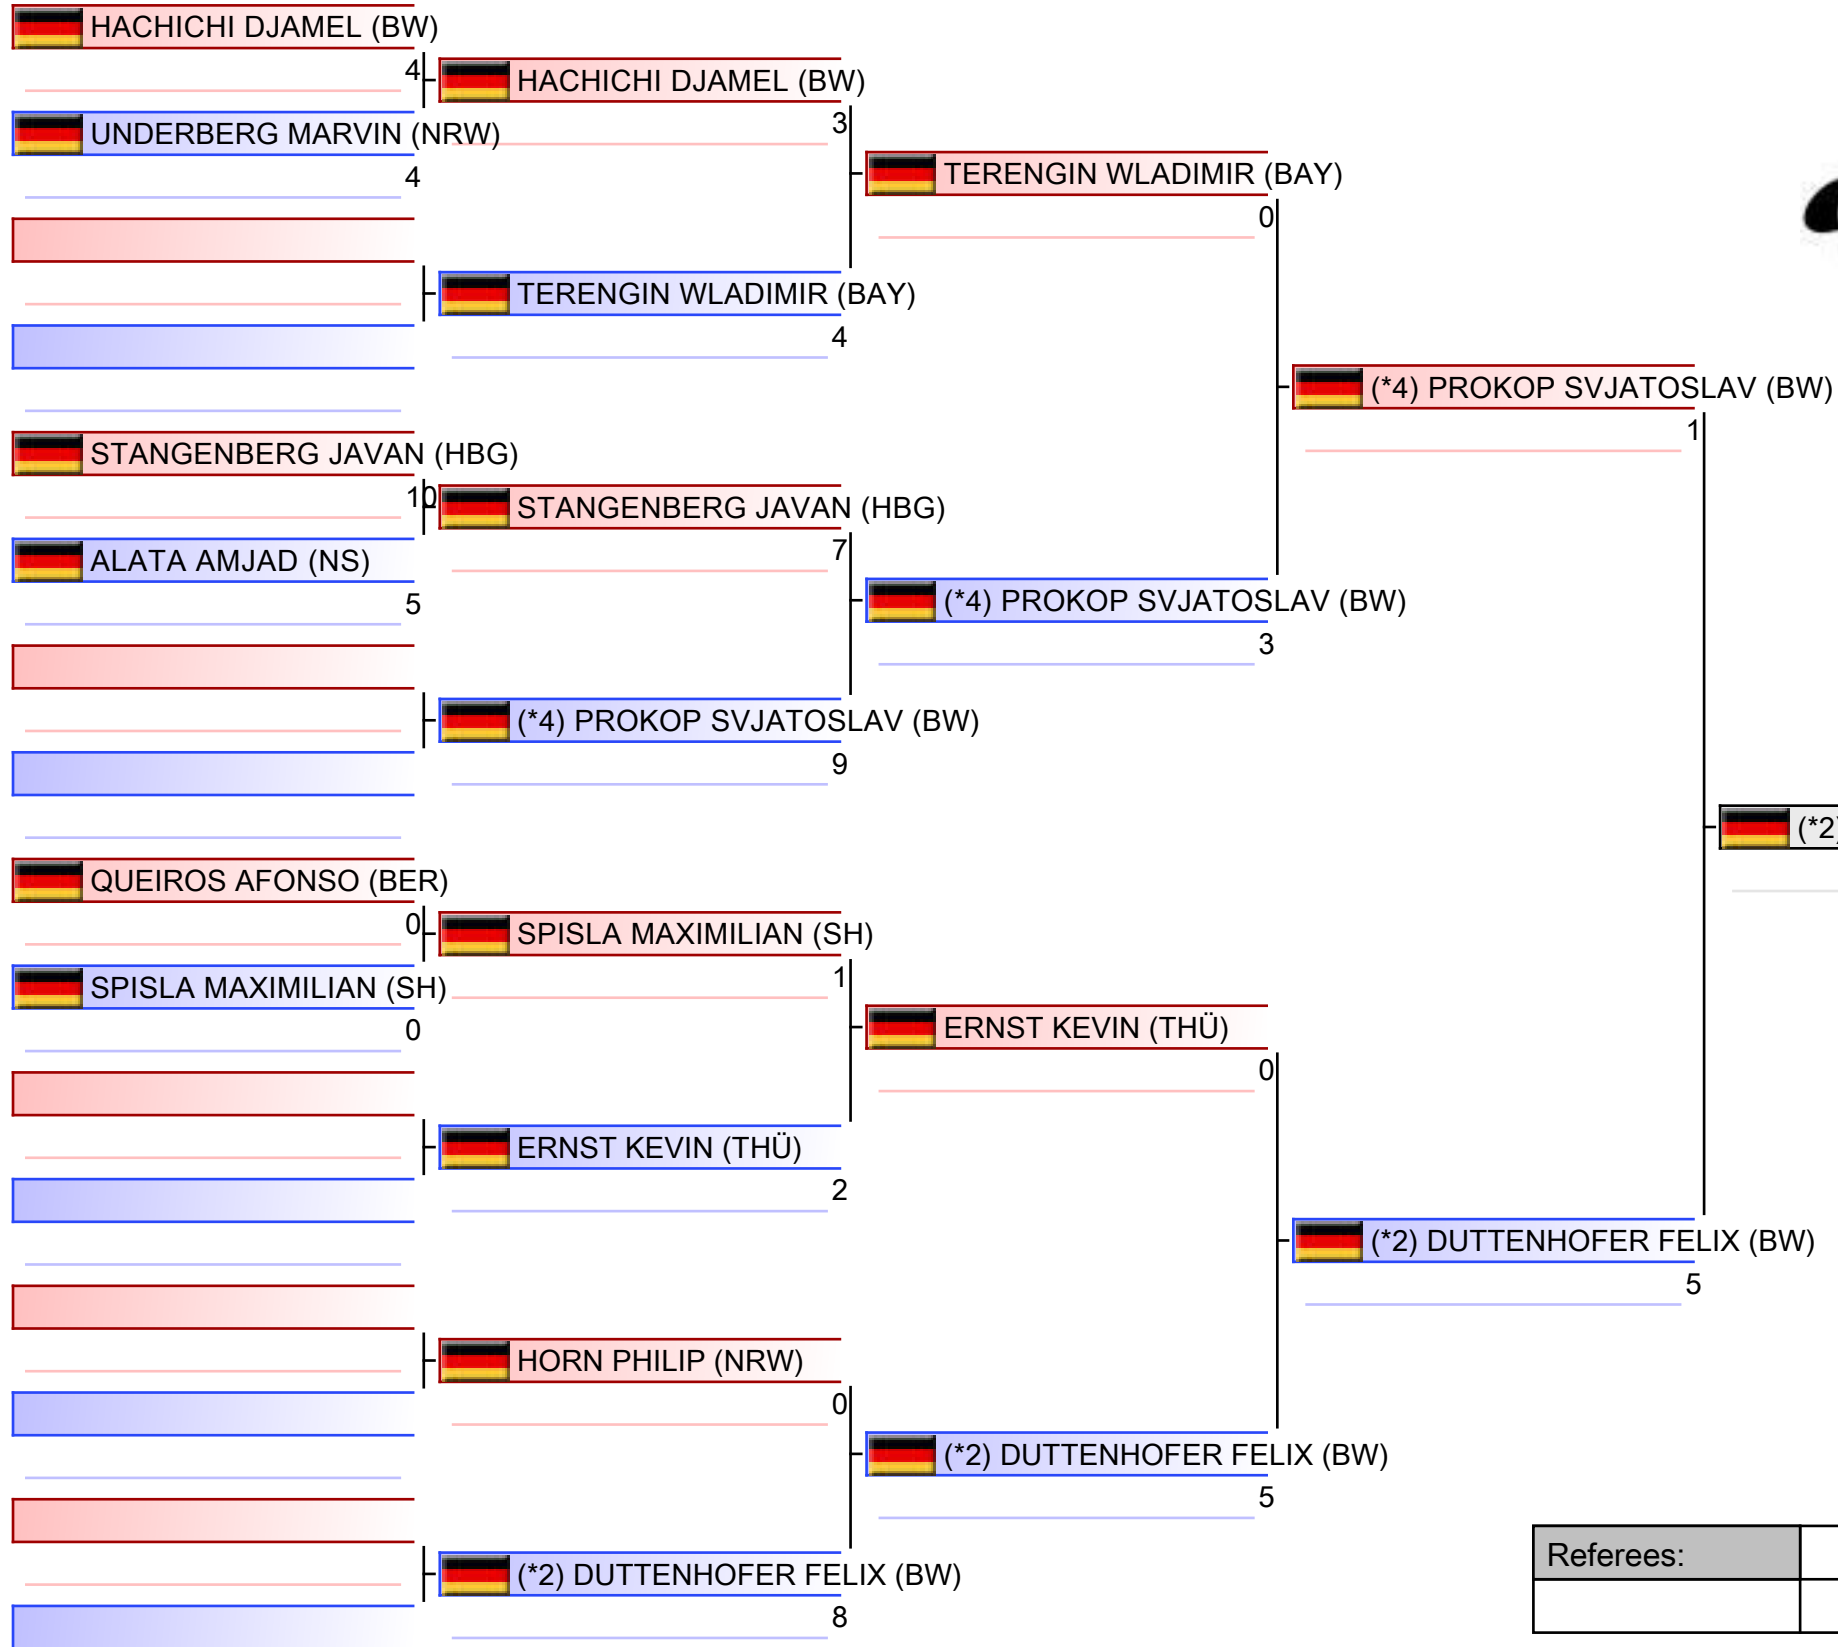 HACHICHI DJAMEL (BW)
4
UNDERBERG MARVIN (NRW)
4
STANGENBERG JAVAN (HBG)
10
ALATA AMJAD (NS)
5
QUEIROS AFONSO (BER)
0
SPISLA MAXIMILIAN (SH)
0
HACHICHI DJAMEL (BW)
3
TERENGIN WLADIMIR (BAY)
4
STANGENBERG JAVAN (HBG)
7
(*4) PROKOP SVJATOSLAV (BW)
9
SPISLA MAXIMILIAN (SH)
1
ERNST KEVIN (THÜ)
2
HORN PHILIP (NRW)
0
(*2) DUTTENHOFER FELIX (BW)
8
TERENGIN WLADIMIR (BAY)
0
(*4) PROKOP SVJATOSLAV (BW)
3
ERNST KEVIN (THÜ)
0
(*2) DUTTENHOFER FELIX (BW)
5
(*4) PROKOP SVJATOSLAV (BW)
1
(*2) DUTTENHOFER FELIX (BW)
5
(*2)
Referees: